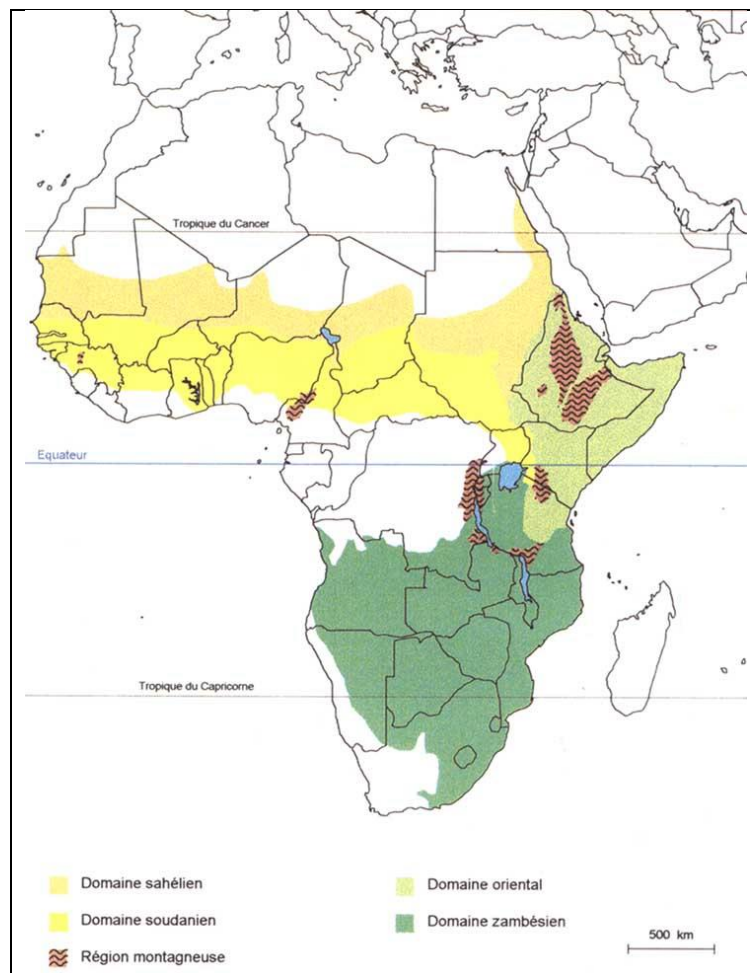 Tropique du Cancer
Equateur
Tropique du Capricorne
Domaine sahélien
Domaine oriental
Domaine soudanien
Domaine zambésien
Région montagneuse
500 km